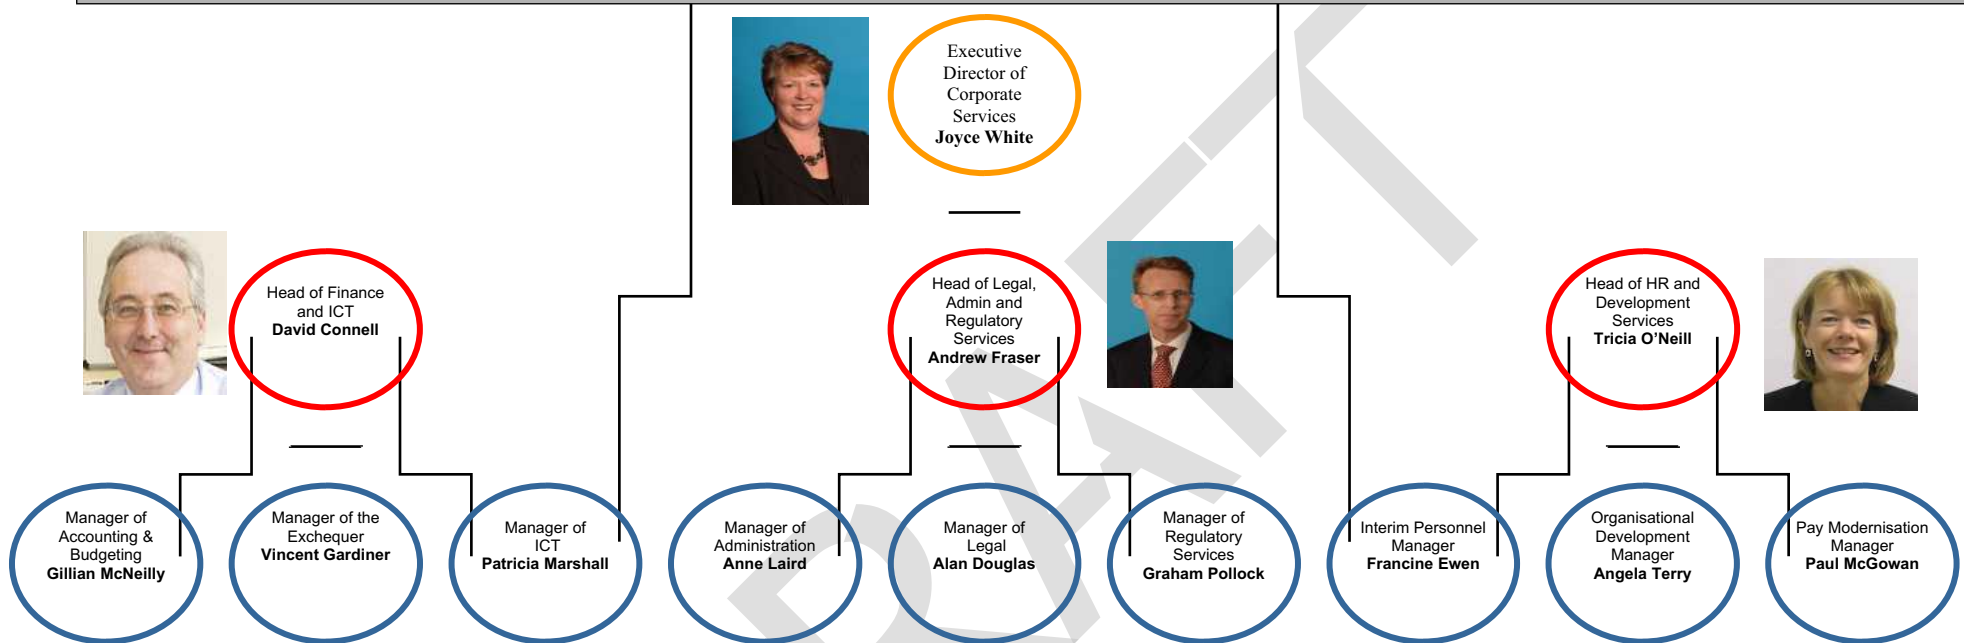 Executive
Director of
Corporate
Services
Joyce White
Head of Finance
and ICT
David Connell
Head of Legal,
Admin and
Regulatory
Services
Andrew Fraser
Head of HR and
Development
Services
Tricia O'Neill
Manager of
Accounting &
Budgeting
Gillian McNeilly
Manager of the
Exchequer
Vincent Gardiner
Manager of
ICT
Patricia Marshall
Manager of
Administration
Anne Laird
Manager of
Legal
Alan Douglas
Manager of
Regulatory
Services
Graham Pollock
Interim Personnel
Manager
Francine Ewen
Organisational
Development
Manager
Angela Terry
Pay Modernisation
Manager
Paul McGowan
RAFT